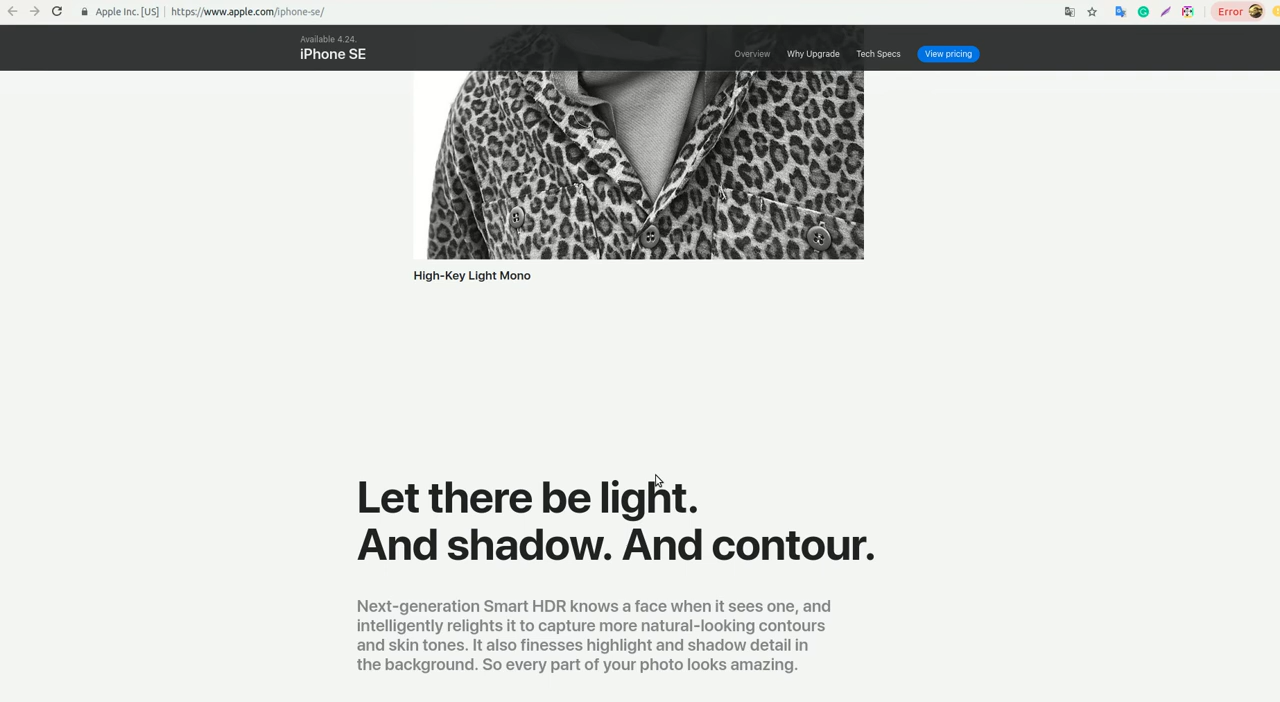 Apple Inc. [US] https://www.apple.com/iphone-se/ Error
Available 4.24.
iPhone SE
Overview Why Upgrade Tech Specs View pricing
High-Key Light Mono
Let there be light.
And shadow. And contour.
Next-generation Smart HDR knows a face when it sees one, and
intelligently relights it to capture more natural-looking contours
and skin tones. It also finesses highlight and shadow detail in
the background. So every part of your photo looks amazing.